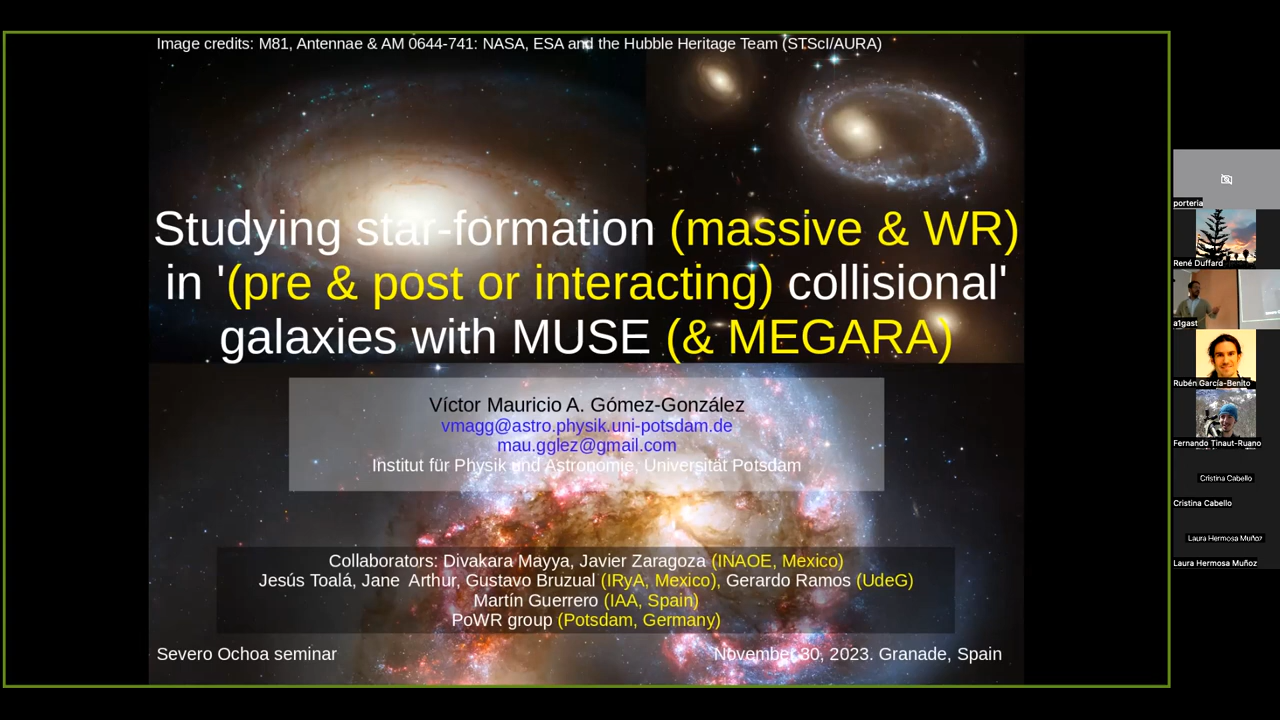 Image credits: M81, Antennae & AM 0644-741: NASA, ESA and the Hubble Heritage Team (STScI/AURA)
Studying star-formation (massive & WR)
in '(pre & post or interacting) collisional'
galaxies with MUSE (& MEGARA)
Víctor Mauricio A. Gómez-González
vmagg@astro.physik.uni-potsdam.de
mau.gglez@gmail.com
Institut für Physik und Astronomie, Universität Potsdam
Collaborators: Divakara Mayya, Javier Zaragoza (INAOE, Mexico)
Jesús Toalá, Jane Arthur, Gustavo Bruzual (IRyA, Mexico), Gerardo Ramos (UdeG)
Martín Guerrero (IAA, Spain)
PoWR group (Potsdam, Germany)
Severo Ochoa seminar
November 30, 2023. Granade, Spain
porteria
René Duffard
a1gast
Rubén García-Benito
Fernando Tinaut-Ruano
Cristina Cabello
Cristina Cabello
Laura Hermosa Muñoz
Laura Hermosa Muñoz